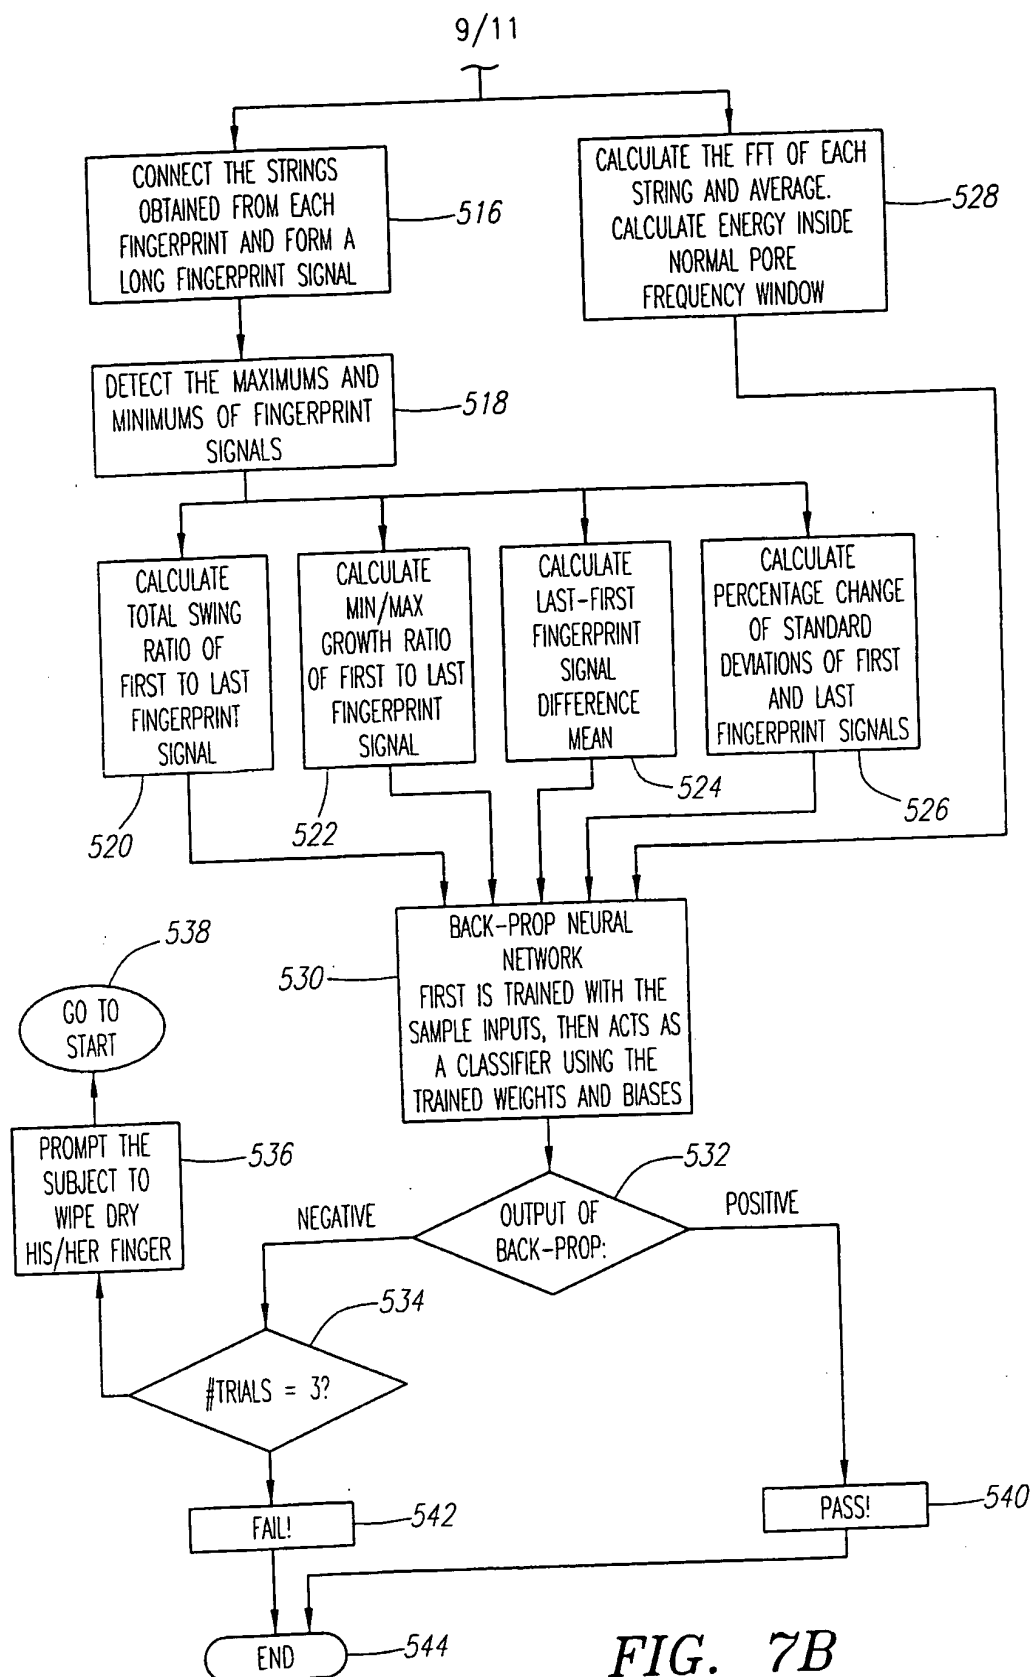 9/11
CONNECT THE STRINGS
OBTAINED FROM EACH
FINGERPRINT AND FORM A
LONG FINGERPRINT SIGNAL
516
CALCULATE THE FFT OF EACH
STRING AND AVERAGE.
CALCULATE ENERGY INSIDE
NORMAL PORE
FREQUENCY WINDOW
528
DETECT THE MAXIMUMS AND
MINIMUMS OF FINGERPRINT
SIGNALS
518
CALCULATE
TOTAL SWING
RATIO OF
FIRST TO LAST
FINGERPRINT
SIGNAL
520
CALCULATE
MIN/MAX
GROWTH RATIO
OF FIRST TO LAST
FINGERPRINT
SIGNAL
522
CALCULATE
LAST-FIRST
FINGERPRINT
SIGNAL
DIFFERENCE
MEAN
524
CALCULATE
PERCENTAGE CHANGE
OF STANDARD
DEVIATIONS OF FIRST
AND LAST
FINGERPRINT SIGNALS
526
BACK-PROP NEURAL
NETWORK
FIRST IS TRAINED WITH THE
SAMPLE INPUTS, THEN ACTS AS
A CLASSIFIER USING THE
TRAINED WEIGHTS AND BIASES
530
538
GO TO
START
PROMPT THE
SUBJECT TO
WIPE DRY
HIS/HER FINGER
536
532
NEGATIVE
OUTPUT OF
BACK-PROP:
POSITIVE
534
#TRIALS = 3?
FAIL!
542
PASS!
540
END
544
FIG. 7B